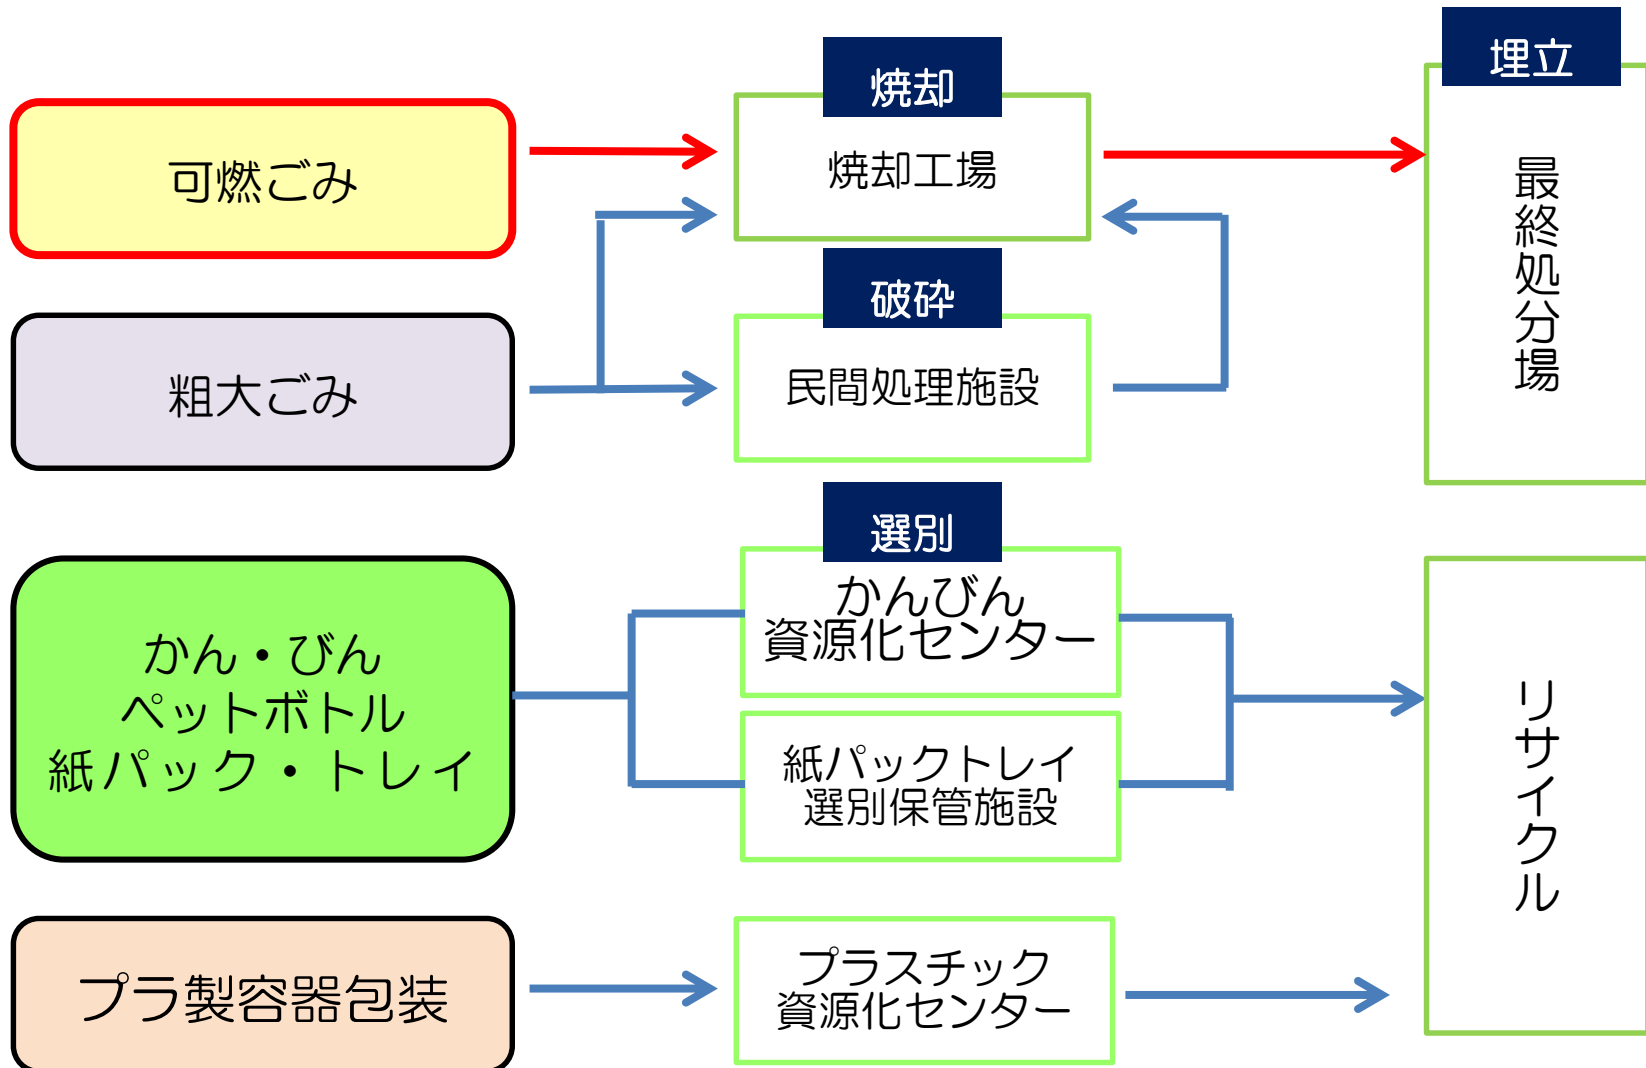 可燃ごみ
焼却
焼却工場
埋立
最終処分場
粗大ごみ
破砕
民間処理施設
かん・びん
ペットボトル
紙パック・トレイ
選別
かんびん
資源化センター
紙パックトレイ
選別保管施設
リサイクル
プラ製容器包装
プラスチック
資源化センター